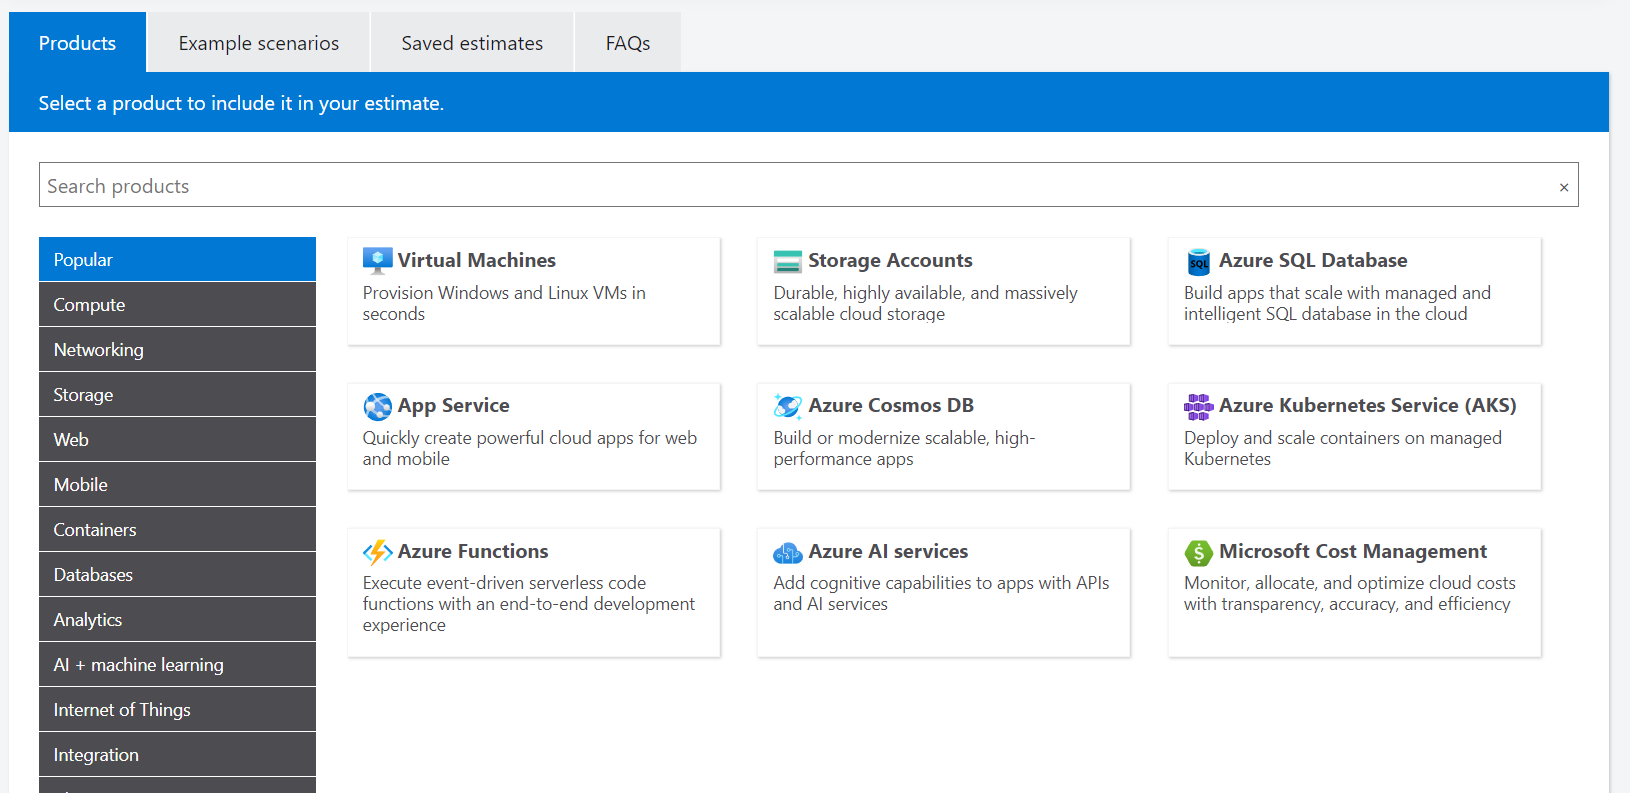 Products
Example scenarios
Saved estimates
FAQs
Select a product to include it in your estimate.
Search products
×
Popular
Compute
Networking
Storage
Web
Mobile
Containers
Databases
Analytics
AI + machine learning
Internet of Things
Integration
Virtual Machines
Provision Windows and Linux VMs in
seconds
Storage Accounts
Durable, highly available, and massively
scalable cloud storage
SQL
Azure SQL Database
Build apps that scale with managed and
intelligent SQL database in the cloud
App Service
Quickly create powerful cloud apps for web
and mobile
Azure Cosmos DB
Build or modernize scalable, high-
performance apps
Azure Kubernetes Service (AKS)
Deploy and scale containers on managed
Kubernetes
Azure Functions
Execute event-driven serverless code
functions with an end-to-end development
experience
Azure AI services
Add cognitive capabilities to apps with APIs
and AI services
$
Microsoft Cost Management
Monitor, allocate, and optimize cloud costs
with transparency, accuracy, and efficiency